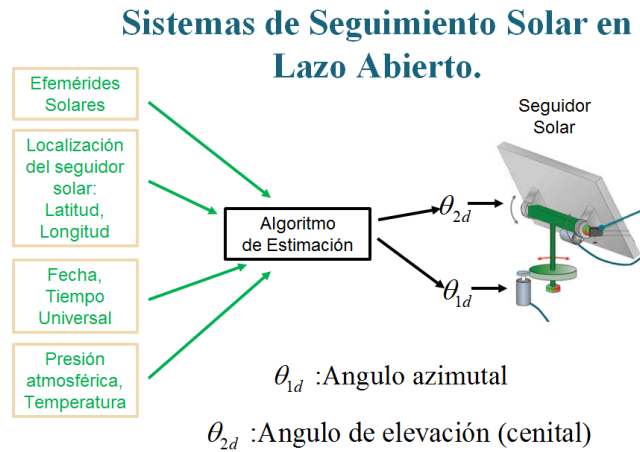 Sistemas de Seguimiento Solar en
Lazo Abierto.
Efemérides
Solares
Localización
del seguidor
solar:
Latitud,
Longitud
Fecha,
Tiempo
Universal
Presión
atmosférica,
Temperatura
Algoritmo
de Estimación
θ2d
θ1d
Seguidor
Solar
θ1d :Angulo azimutal
θ2d :Angulo de elevación (cenital)